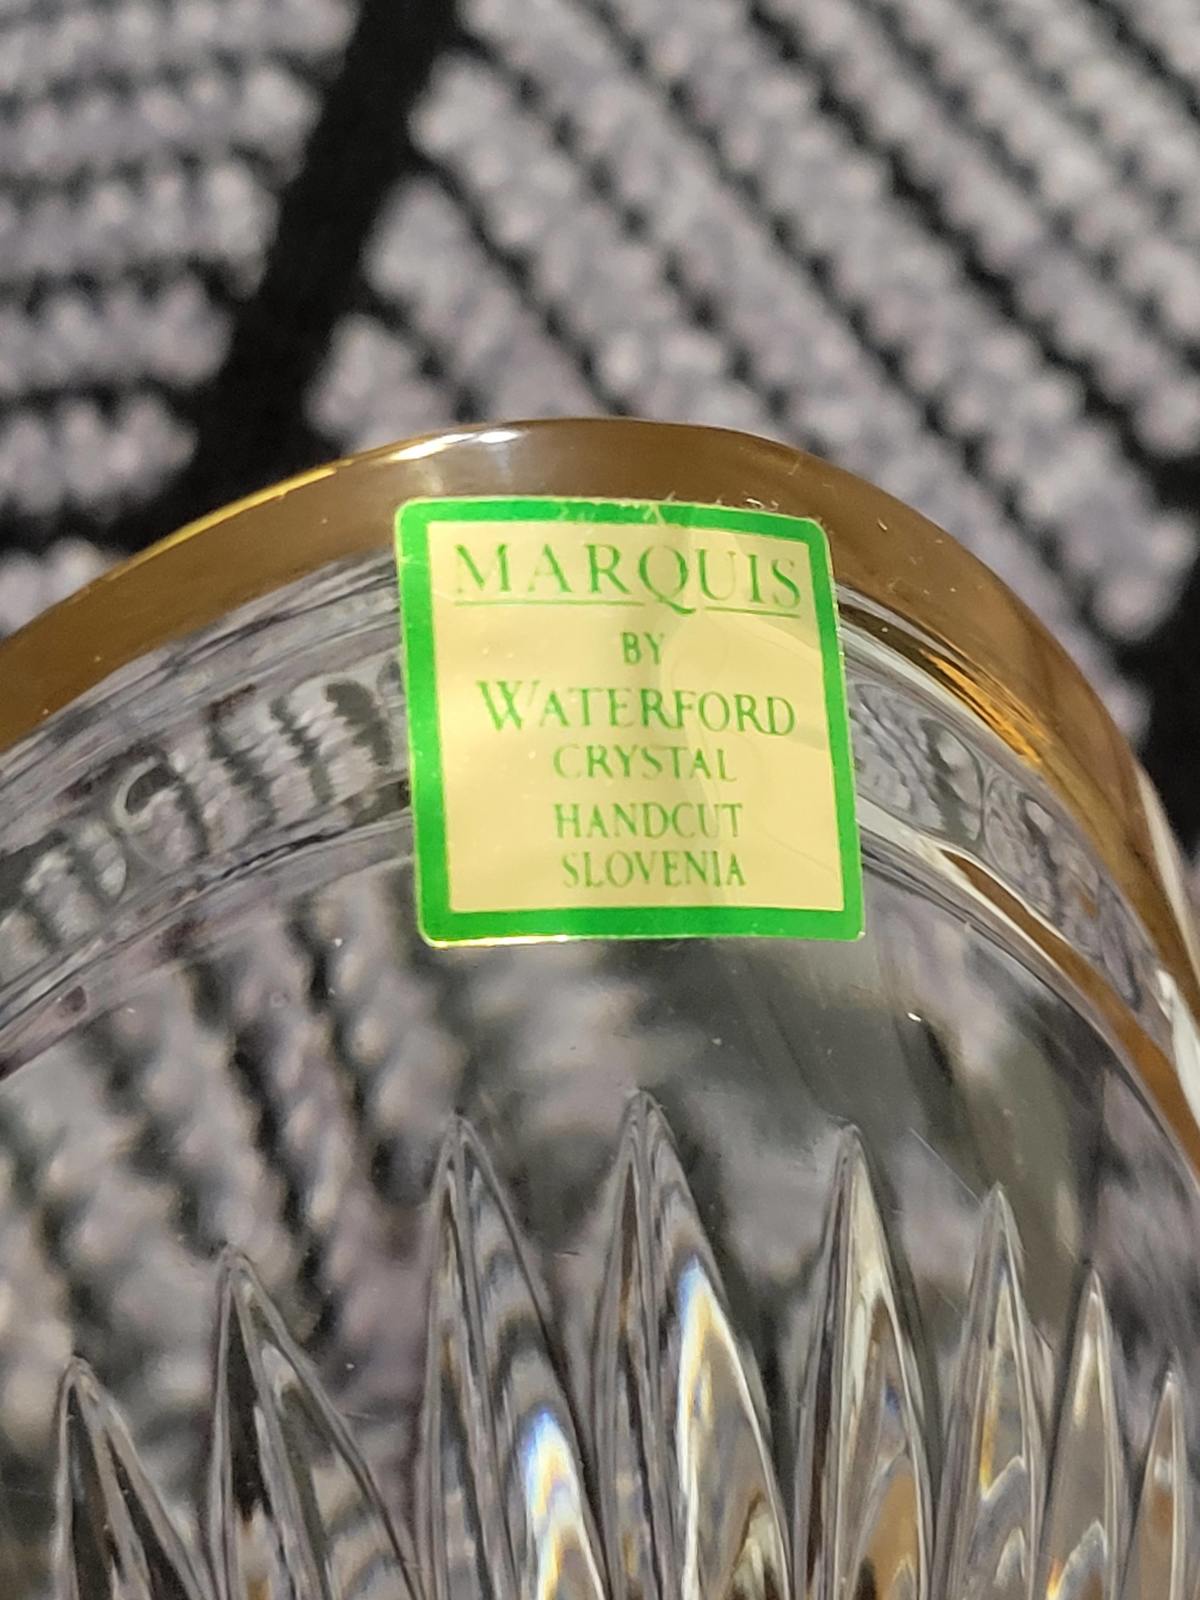 MARQUIS
BY
WATERFORD
CRYSTAL
HANDCUT
SLOVENIA